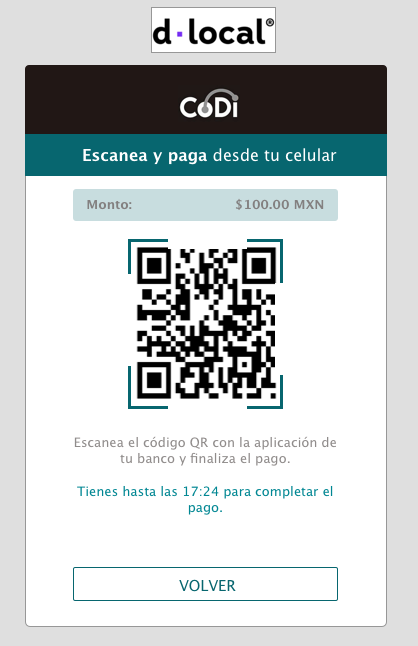 d·local®
CoDi
Escanea y paga desde tu celular
Monto: $100.00 MXN
Escanea el código QR con la aplicación de
tu banco y finaliza el pago.
Tienes hasta las 17:24 para completar el
pago.
VOLVER